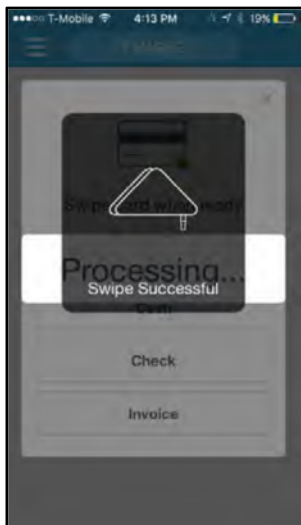 T-Mobile 4:13 PM 19%
Swipe card when ready
Processing...
Swipe Successful
Cash
Check
Invoice